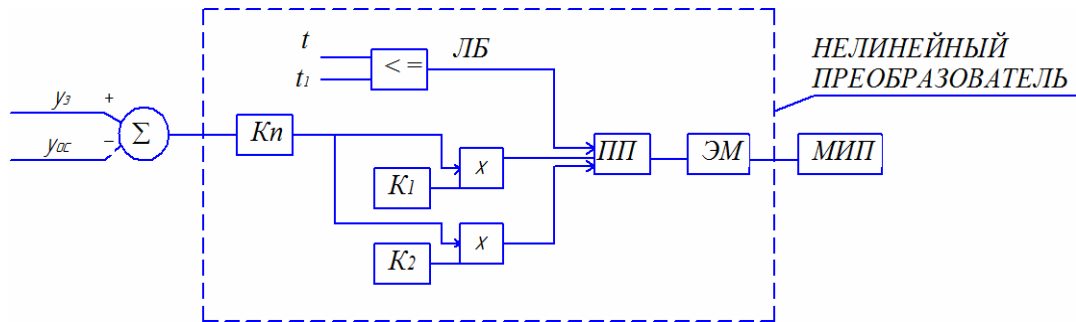 t
t1
< =
ЛБ
НЕЛИНЕЙНЫЙ
ПРЕОБРАЗОВАТЕЛЬ
yз
+
yос
–
Σ
Кп
К1
x
ПП
ЭМ
МИП
К2
x